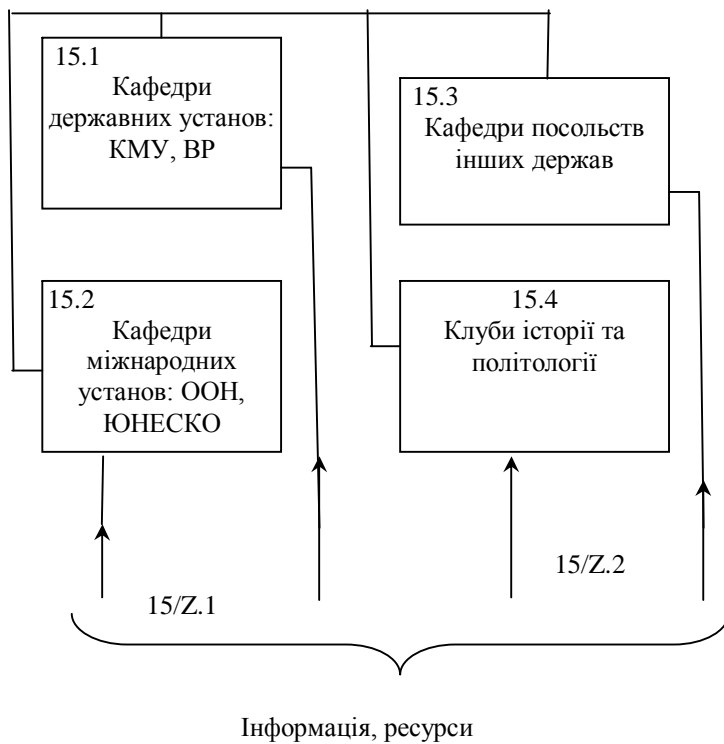 15.1
Кафедри
державних установ:
КМУ, ВР
15.3
Кафедри посольств
інших держав
15.2
Кафедри
міжнародних
установ: ООН,
ЮНЕСКО
15.4
Клуби історії та
політології
15/Z.1
15/Z.2
Інформація, ресурси